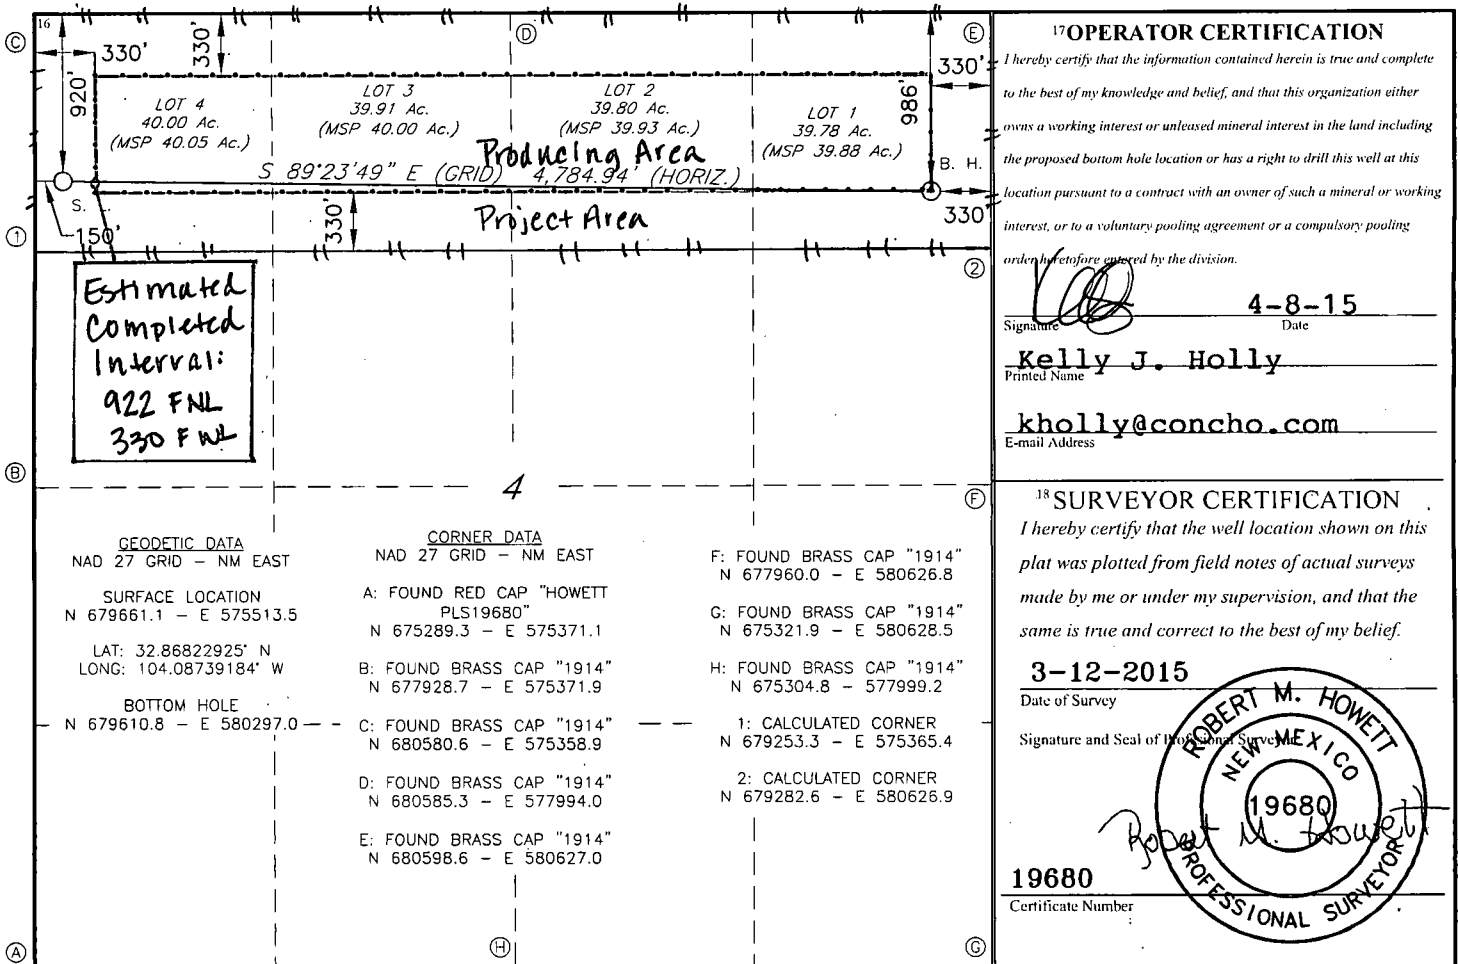 16
C
D
E
330'
330'
330'
920'
986'
LOT 4
40.00 Ac.
(MSP 40.05 Ac.)
LOT 3
39.91 Ac.
(MSP 40.00 Ac.)
LOT 2
39.80 Ac.
(MSP 39.93 Ac.)
LOT 1
39.78 Ac.
(MSP 39.88 Ac.)
Producing Area
S 89°23'49" E (GRID) 4,784.94' (HORIZ.)
B. H.
S.
Project Area
330'
330'
150'
1
2
Estimated
Completed
Interval:
922 FNL
330 FWL
B
4
F
GEODETIC DATA
NAD 27 GRID – NM EAST
SURFACE LOCATION
N 679661.1 – E 575513.5
LAT: 32.86822925° N
LONG: 104.08739184° W
BOTTOM HOLE
N 679610.8 – E 580297.0
CORNER DATA
NAD 27 GRID – NM EAST
A: FOUND RED CAP "HOWETT
PLS19680"
N 675289.3 – E 575371.1
B: FOUND BRASS CAP "1914"
N 677928.7 – E 575371.9
C: FOUND BRASS CAP "1914"
N 680580.6 – E 575358.9
D: FOUND BRASS CAP "1914"
N 680585.3 – E 577994.0
E: FOUND BRASS CAP "1914"
N 680598.6 – E 580627.0
F: FOUND BRASS CAP "1914"
N 677960.0 – E 580626.8
G: FOUND BRASS CAP "1914"
N 675321.9 – E 580628.5
H: FOUND BRASS CAP "1914"
N 675304.8 – 577999.2
1: CALCULATED CORNER
N 679253.3 – E 575365.4
2: CALCULATED CORNER
N 679282.6 – E 580626.9
A
H
G
17 OPERATOR CERTIFICATION
I hereby certify that the information contained herein is true and complete
to the best of my knowledge and belief, and that this organization either
owns a working interest or unleased mineral interest in the land including
the proposed bottom hole location or has a right to drill this well at this
location pursuant to a contract with an owner of such a mineral or working
interest, or to a voluntary pooling agreement or a compulsory pooling
order heretofore entered by the division.
4-8-15
Signature Date
Kelly J. Holly
Printed Name
kholly@concho.com
E-mail Address
18 SURVEYOR CERTIFICATION
I hereby certify that the well location shown on this
plat was plotted from field notes of actual surveys
made by me or under my supervision, and that the
same is true and correct to the best of my belief.
3-12-2015
Date of Survey
Signature and Seal of Professional Surveyor
ROBERT M. HOWETT
NEW MEXICO
19680
Robert M. Howett
PROFESSIONAL SURVEYOR
19680
Certificate Number